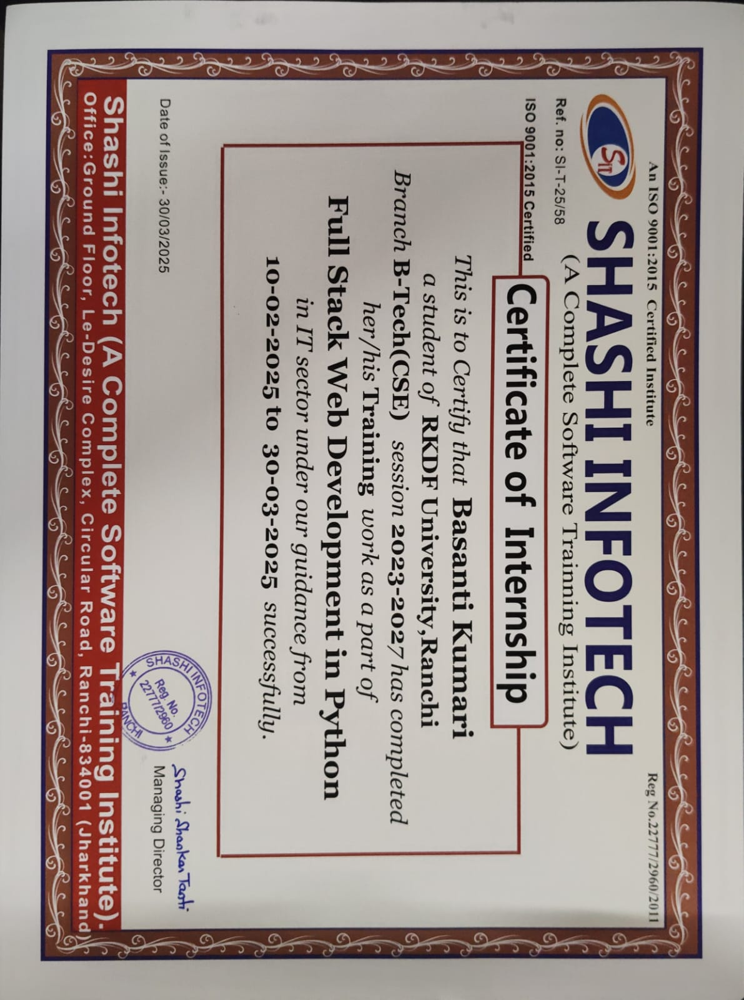 An ISO 9001:2015 Certified Institute
Reg No.22777/2960/2011
SIT
SHASHI INFOTECH
(A Complete Software Trainning Institute)
Ref. no: SI-T-25/58
ISO 9001:2015 Certified
Certificate of Internship
This is to Certify that Basanti Kumari
a student of RKDF University,Ranchi
Branch B-Tech(CSE) session 2023-2027 has completed
her/his Training work as a part of
Full Stack Web Development in Python
in IT sector under our guidance from
10-02-2025 to 30-03-2025 successfully.
Date of Issue:- 30/03/2025
SHASHI INFOTECH
Reg. No.
22777/2960
★ RANCHI ★
Shashi Shankar Tanti
Managing Director
Shashi Infotech (A Complete Software Training Institute).
Office:Ground Floor, Le-Desire Complex, Circular Road, Ranchi-834001 (Jharkhand)